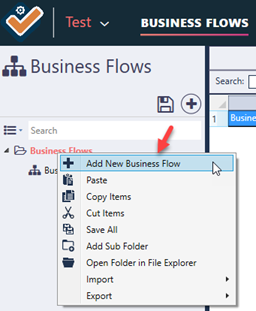 Test
BUSINESS FLOWS
Business Flows
Search:
Search
Business Flows
1
Busine
Bus
Add New Business Flow
Paste
Copy Items
Cut Items
Save All
Add Sub Folder
Open Folder in File Explorer
Import
Export